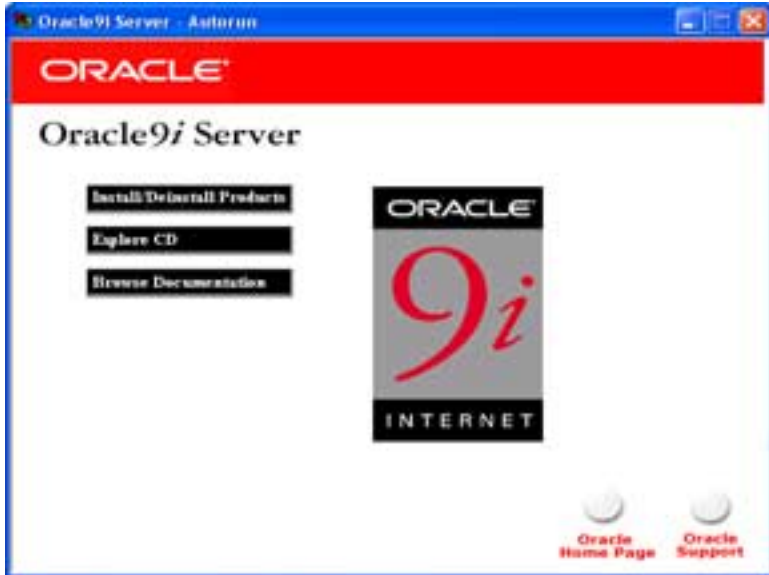 Oracle9i Server - Autorun
ORACLE
Oracle9i Server
Install/Deinstall Products
Explore CD
Browse Documentation
ORACLE
9i
INTERNET
Oracle
Home Page
Oracle
Support